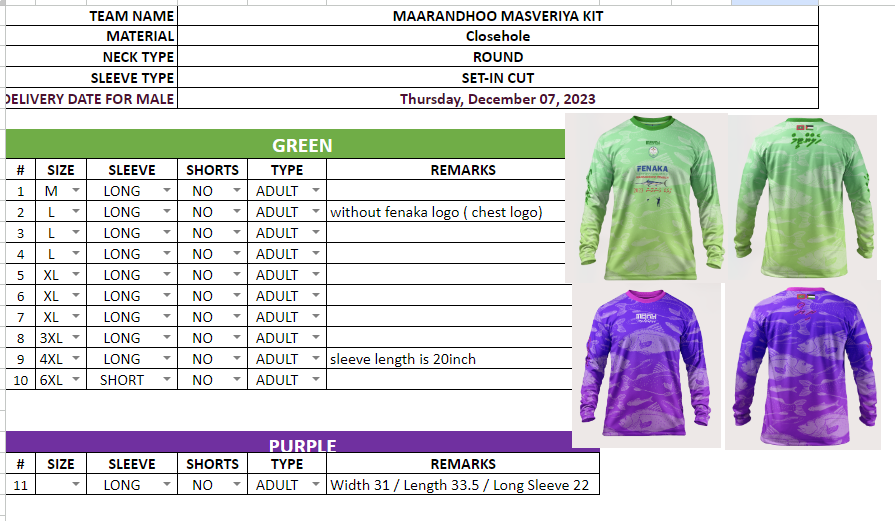 TEAM NAME MAARANDHOO MASVERIYA KIT
MATERIAL Closehole
NECK TYPE ROUND
SLEEVE TYPE SET-IN CUT
DELIVERY DATE FOR MALE Thursday, December 07, 2023
GREEN
# SIZE SLEEVE SHORTS TYPE REMARKS
1 M LONG NO ADULT
2 L LONG NO ADULT without fenaka logo ( chest logo)
3 L LONG NO ADULT
4 L LONG NO ADULT
5 XL LONG NO ADULT
6 XL LONG NO ADULT
7 XL LONG NO ADULT
8 3XL LONG NO ADULT
9 4XL LONG NO ADULT sleeve length is 20inch
10 6XL SHORT NO ADULT
FENAKA
PURPLE
# SIZE SLEEVE SHORTS TYPE REMARKS
11 LONG NO ADULT Width 31 / Length 33.5 / Long Sleeve 22